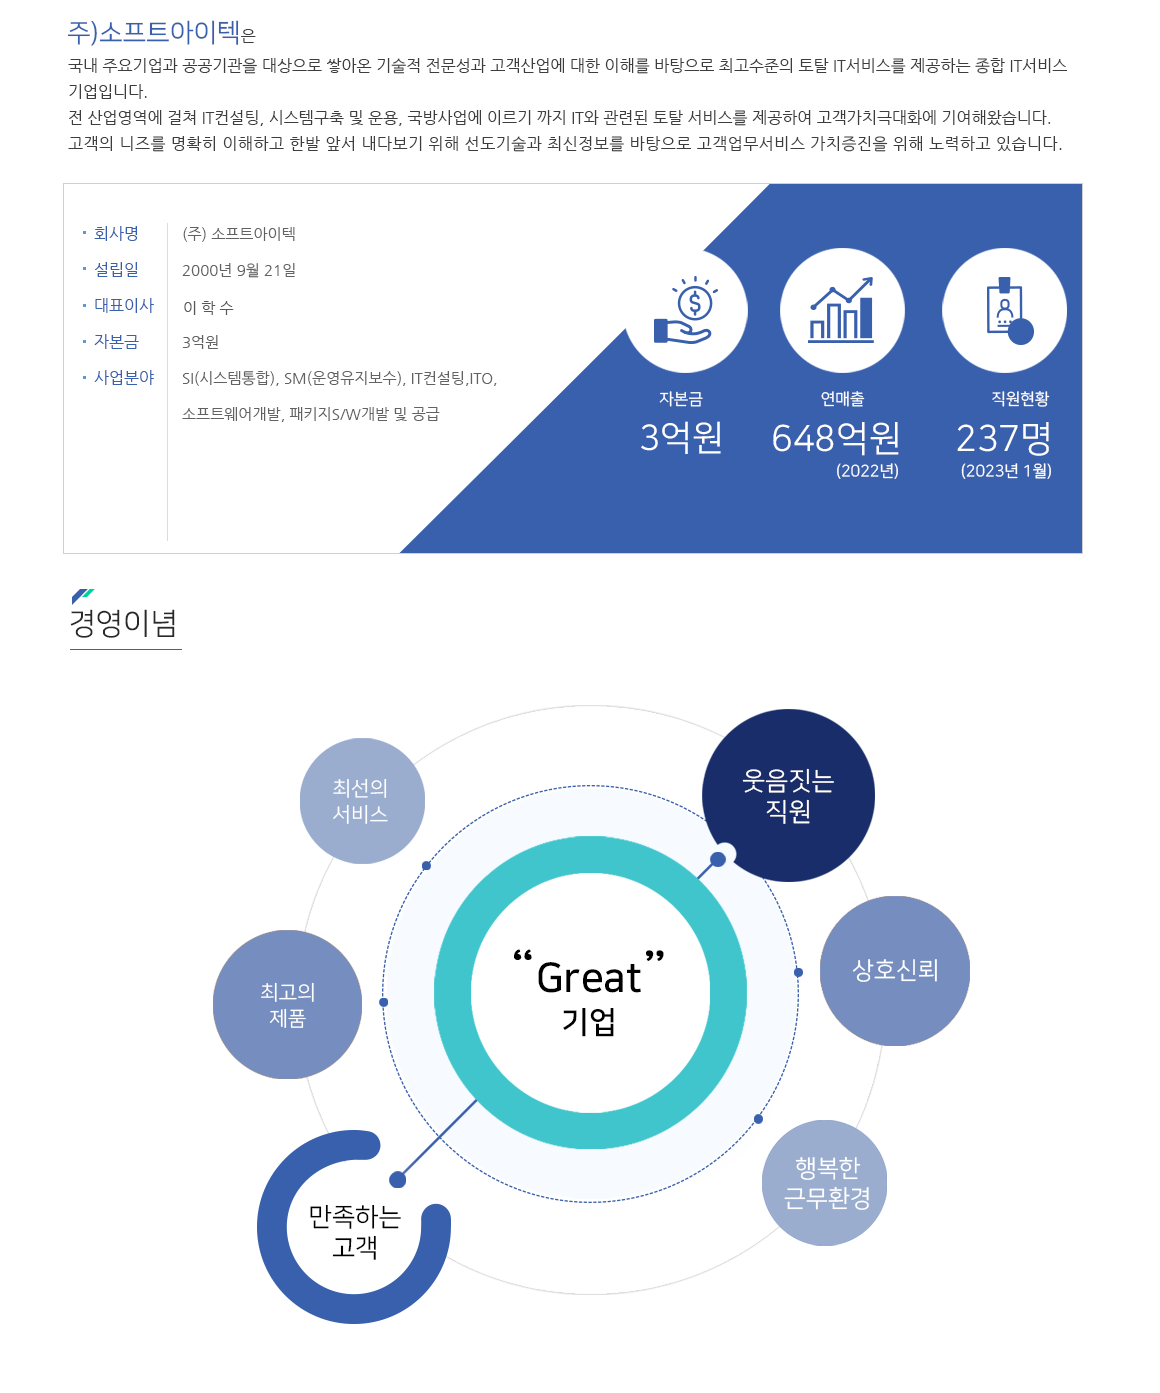 주)소프트아이텍은
국내 주요기업과 공공기관을 대상으로 쌓아온 기술적 전문성과 고객산업에 대한 이해를 바탕으로 최고수준의 토탈 IT서비스를 제공하는 종합 IT서비스
기업입니다.
전 산업영역에 걸쳐 IT컨설팅, 시스템구축 및 운용, 국방사업에 이르기 까지 IT와 관련된 토탈 서비스를 제공하여 고객가치극대화에 기여해왔습니다.
고객의 니즈를 명확히 이해하고 한발 앞서 내다보기 위해 선도기술과 최신정보를 바탕으로 고객업무서비스 가치증진을 위해 노력하고 있습니다.
회사명 (주) 소프트아이텍
설립일 2000년 9월 21일
대표이사 이 학 수
자본금 3억원
사업분야 SI(시스템통합), SM(운영유지보수), IT컨설팅,ITO,
소프트웨어개발, 패키지S/W개발 및 공급
자본금
3억원
연매출
648억원
(2022년)
직원현황
237명
(2023년 1월)
경영이념
최선의
서비스
웃음짓는
직원
최고의
제품
상호신뢰
“Great”
기업
만족하는
고객
행복한
근무환경